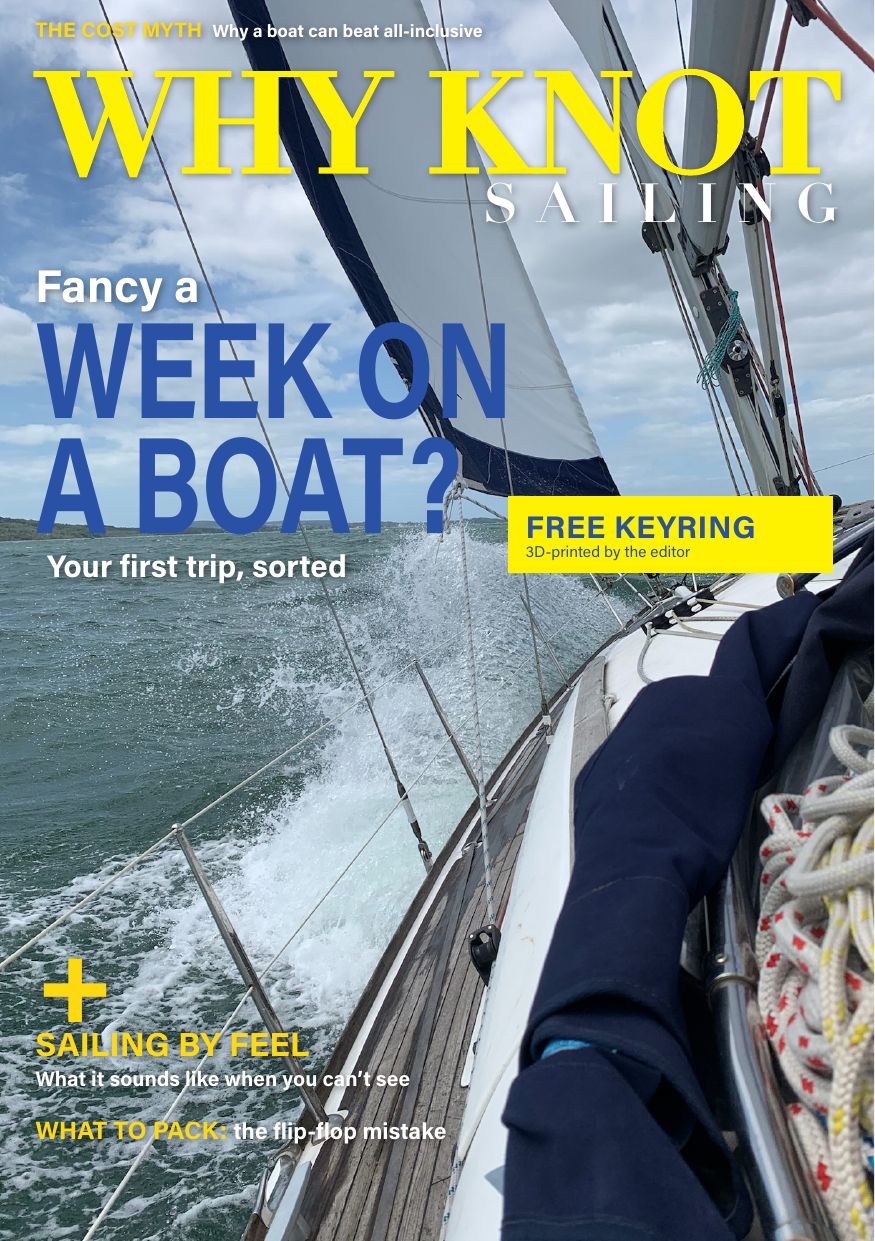 THE COST MYTH Why a boat can beat all-inclusive
WHY KNOT
SAILING
Fancy a
WEEK ON
A BOAT?
Your first trip, sorted
FREE KEYRING
3D-printed by the editor
+
SAILING BY FEEL
What it sounds like when you can't see
WHAT TO PACK: the flip-flop mistake